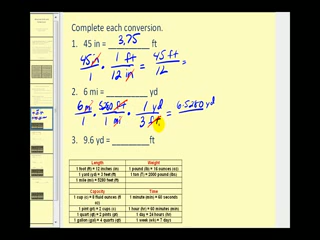 Complete each conversion.
1. 45 in = 3.75 ft
45 in / 1 · 1 ft / 12 in = 45 ft / 12 =
2. 6 mi = ________ yd
6 mi / 1 · 5280 ft / 1 mi · 1 yd / 3 ft = 6·5280 yd
3. 9.6 yd = ________ ft
Length Weight
1 foot (ft) = 12 inches (in) 1 pound (lb) = 16 ounces (oz)
1 yard (yd) = 3 feet (ft) 1 ton (T) = 2000 pounds (lbs)
1 mile (mi) = 5280 feet (ft)
Capacity Time
1 cup (c) = 8 fluid ounces (fl oz) 1 minute (min) = 60 seconds
1 pint (pt) = 2 cups (c) 1 hour (hr) = 60 minutes (min)
1 quart (qt) = 2 pints (pt) 1 day = 24 hours (hr)
1 gallon (gal) = 4 quarts (qt) 1 week (wk) = 7 days